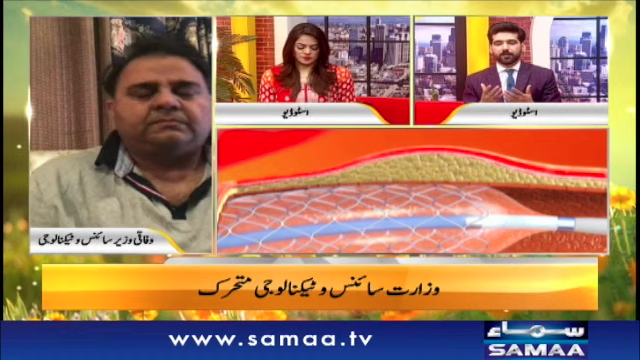 اسٹوڈیو
اسٹوڈیو
وفاقی وزیر سائنس و ٹیکنالوجی
وزارت سائنس و ٹیکنالوجی متحرک
www.samaa.tv
سماء
SAMAA